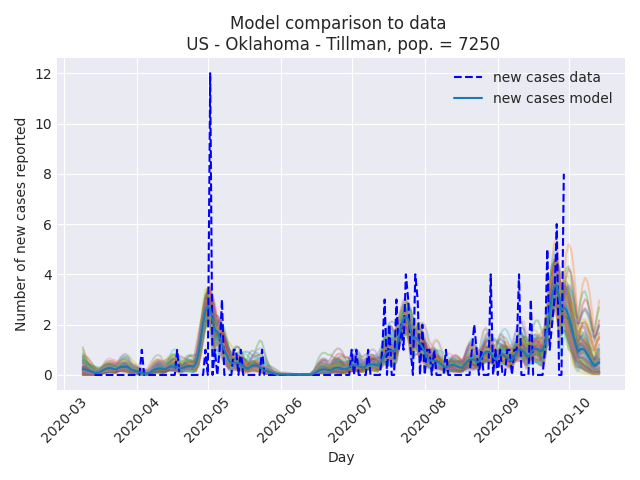 Model comparison to data
US - Oklahoma - Tillman, pop. = 7250
new cases data
new cases model
Number of new cases reported
12
10
8
6
4
2
0
2020-03
2020-04
2020-05
2020-06
2020-07
2020-08
2020-09
2020-10
Day